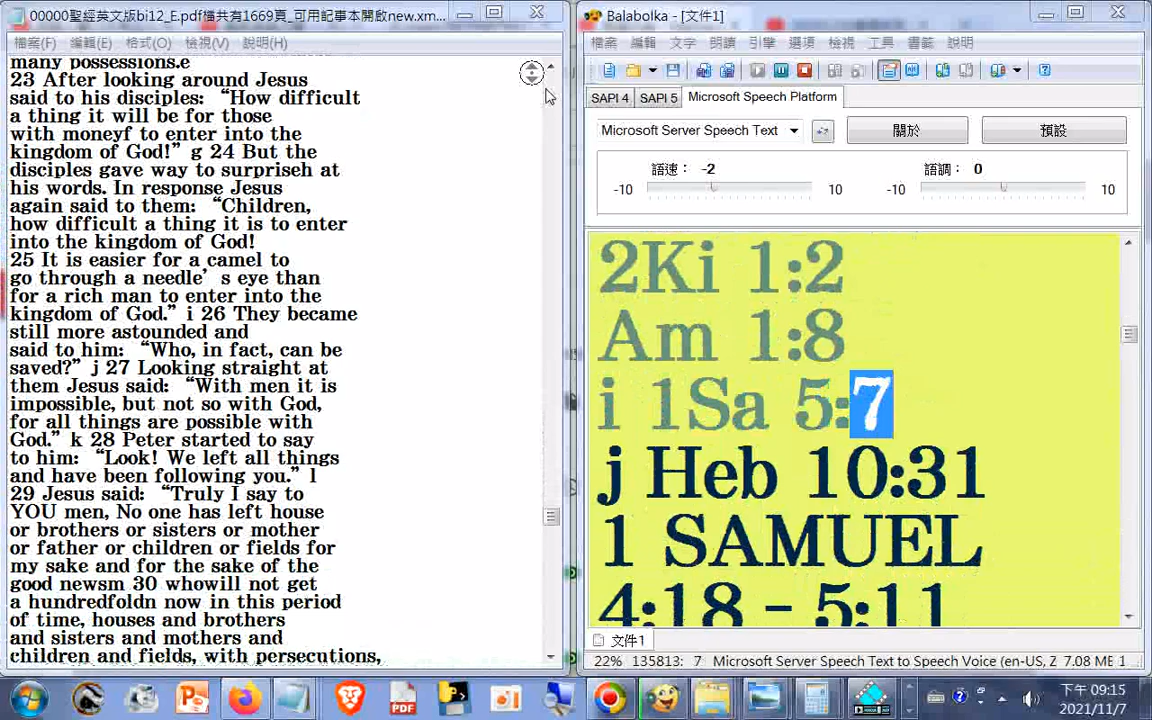 00000聖經英文版bi12_E.pdf檔共有1669頁_可用記事本開啟new.xm...
檔案(F) 編輯(E) 格式(O) 檢視(V) 說明(H)
many possessions.e
23 After looking around Jesus
said to his disciples: “How difficult
a thing it will be for those
with moneyf to enter into the
kingdom of God!” g 24 But the
disciples gave way to surpriseh at
his words. In response Jesus
again said to them: “Children,
how difficult a thing it is to enter
into the kingdom of God!
25 It is easier for a camel to
go through a needle’s eye than
for a rich man to enter into the
kingdom of God.” i 26 They became
still more astounded and
said to him: “Who, in fact, can be
saved?” j 27 Looking straight at
them Jesus said: “With men it is
impossible, but not so with God,
for all things are possible with
God.” k 28 Peter started to say
to him: “Look! We left all things
and have been following you.” l
29 Jesus said: “Truly I say to
YOU men, No one has left house
or brothers or sisters or mother
or father or children or fields for
my sake and for the sake of the
good newsm 30 whowill not get
a hundredfoldn now in this period
of time, houses and brothers
and sisters and mothers and
children and fields, with persecutions,
Balabolka - [文件1]
檔案 編輯 文字 朗讀 引擎 選項 檢視 工具 書籤 說明
SAPI 4 SAPI 5 Microsoft Speech Platform
Microsoft Server Speech Text 關於 預設
語速： -2 語調： 0
-10 10 -10 10
2Ki 1:2
Am 1:8
i 1Sa 5:7
j Heb 10:31
1 SAMUEL
4:18 - 5:11
文件1
22% 135813: 7 Microsoft Server Speech Text to Speech Voice (en-US, Z 7.08 ME 1
PDF
下午 09:15
2021/11/7